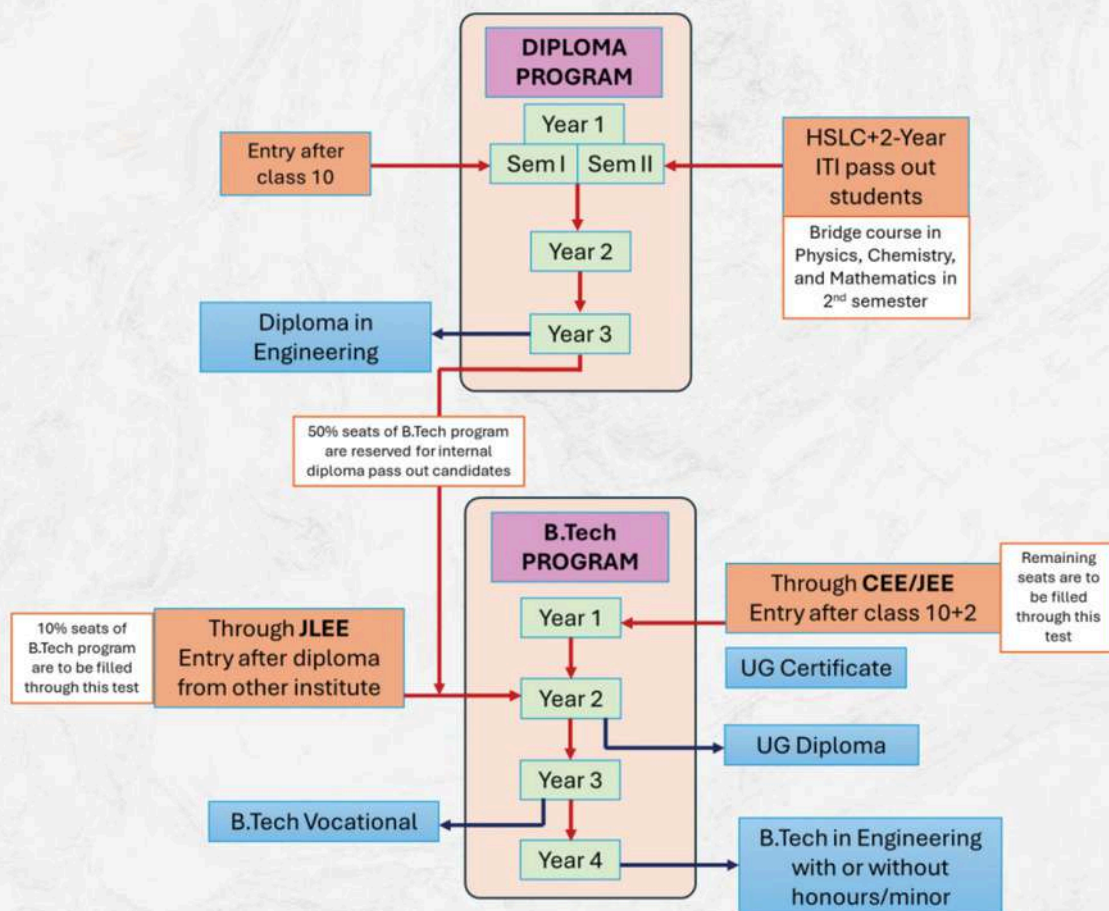 DIPLOMA
PROGRAM
Year 1
Entry after
class 10
Sem I
Sem II
HSLC+2-Year
ITI pass out
students
Bridge course in
Physics, Chemistry,
and Mathematics in
2nd semester
Year 2
Diploma in
Engineering
Year 3
50% seats of B.Tech program
are reserved for internal
diploma pass out candidates
B.Tech
PROGRAM
Through CEE/JEE
Entry after class 10+2
Remaining
seats are to
be filled
through this
test
Year 1
10% seats of
B.Tech program
are to be filled
through this test
Through JLEE
Entry after diploma
from other institute
UG Certificate
Year 2
UG Diploma
Year 3
B.Tech Vocational
Year 4
B.Tech in Engineering
with or without
honours/minor